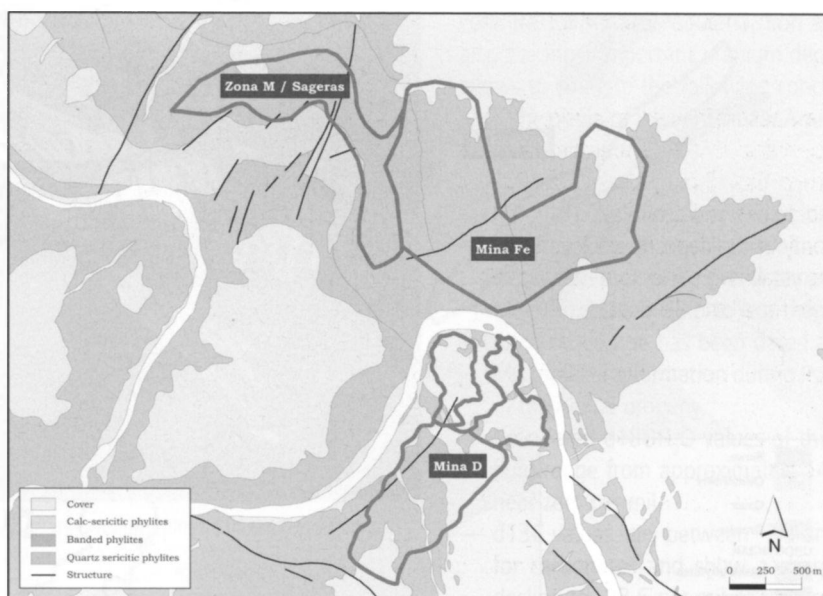 Zona M / Sageras
Mina Fe
Mina D
Cover
Calc-sericitic phylites
Banded phylites
Quartz sericitic phylites
Structure
N
0 250 500 m